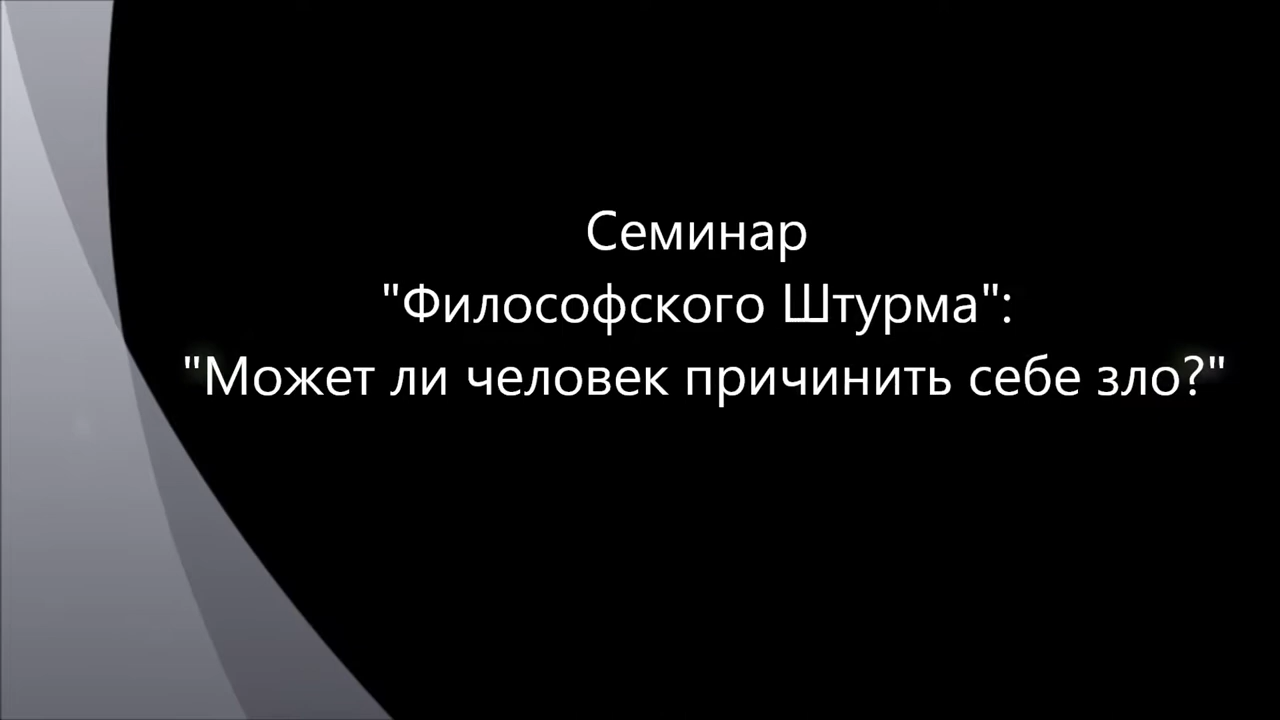 Семинар
"Философского Штурма":
"Может ли человек причинить себе зло?"